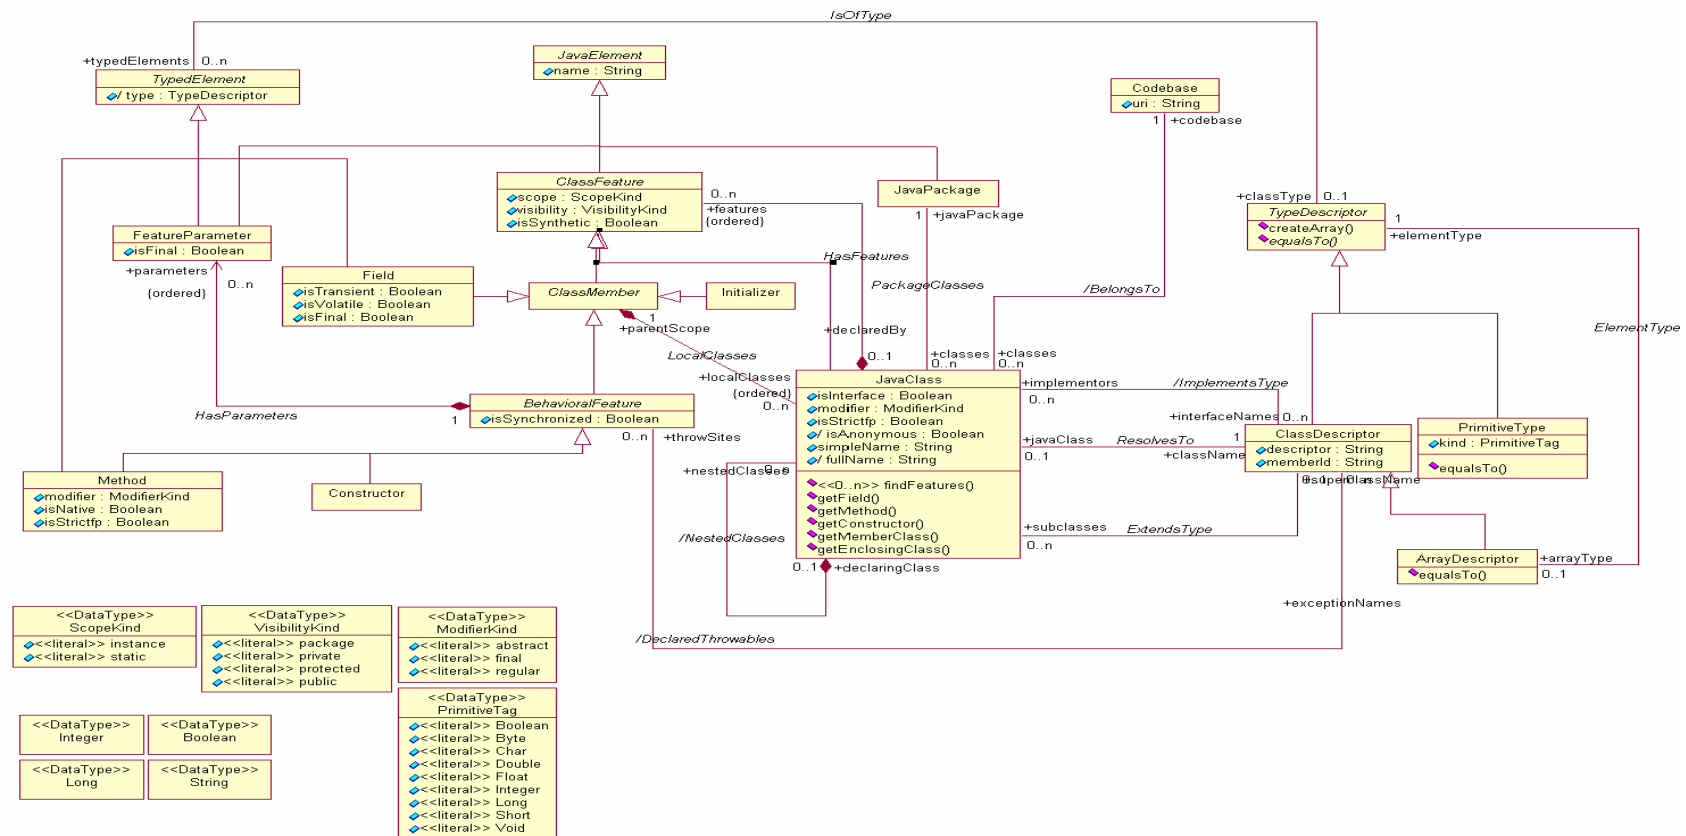 IsOfType
+typedElements 0..n
TypedElement
/ type : TypeDescriptor
JavaElement
name : String
Codebase
uri : String
1 +codebase
ClassFeature
scope : ScopeKind
visibility : VisibilityKind
isSynthetic : Boolean
0..n
+features
{ordered}
JavaPackage
1 +javaPackage
+classType 0..1
TypeDescriptor
createArray()
equalsTo()
1
+elementType
FeatureParameter
isFinal : Boolean
+parameters
{ordered}
0..n
Field
isTransient : Boolean
isVolatile : Boolean
isFinal : Boolean
ClassMember
Initializer
HasFeatures
PackageClasses
/BelongsTo
ElementType
1
+parentScope
+declaredBy
0..1
LocalClasses
+localClasses
{ordered}
0..n
+classes
0..n
+classes
0..n
HasParameters
1
BehavioralFeature
isSynchronized : Boolean
0..n +throwSites
JavaClass
isInterface : Boolean
modifier : ModifierKind
isStrictfp : Boolean
/ isAnonymous : Boolean
simpleName : String
/ fullName : String
<<0..n>> findFeatures()
getField()
getMethod()
getConstructor()
getMemberClass()
getEnclosingClass()
+implementors
0..n
/ImplementsType
+interfaceNames 0..n
+javaClass
0..1
ResolvesTo
1
+className
ClassDescriptor
descriptor : String
memberId : String
PrimitiveType
kind : PrimitiveTag
equalsTo()
+superClassName
0..1
0..n
+subclasses
0..n
ExtendsType
Method
modifier : ModifierKind
isNative : Boolean
isStrictfp : Boolean
Constructor
+nestedClasses
0..n
/NestedClasses
0..1 +declaringClass
ArrayDescriptor
equalsTo()
+arrayType
0..1
+exceptionNames
/DeclaredThrowables
<<DataType>>
ScopeKind
<<literal>> instance
<<literal>> static
<<DataType>>
VisibilityKind
<<literal>> package
<<literal>> private
<<literal>> protected
<<literal>> public
<<DataType>>
ModifierKind
<<literal>> abstract
<<literal>> final
<<literal>> regular
<<DataType>>
PrimitiveTag
<<literal>> Boolean
<<literal>> Byte
<<literal>> Char
<<literal>> Double
<<literal>> Float
<<literal>> Integer
<<literal>> Long
<<literal>> Short
<<literal>> Void
<<DataType>>
Integer
<<DataType>>
Boolean
<<DataType>>
Long
<<DataType>>
String